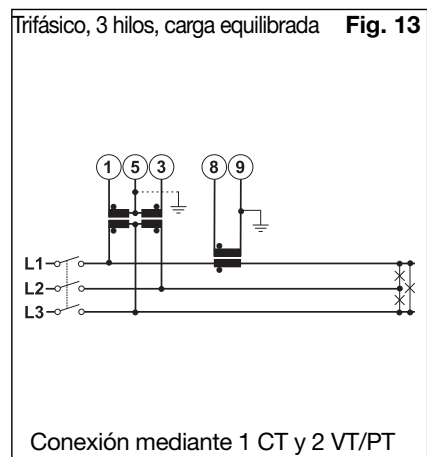 Trifásico, 3 hilos, carga equilibrada Fig. 13
1 5 3 8 9
L1
L2
L3
Conexión mediante 1 CT y 2 VT/PT